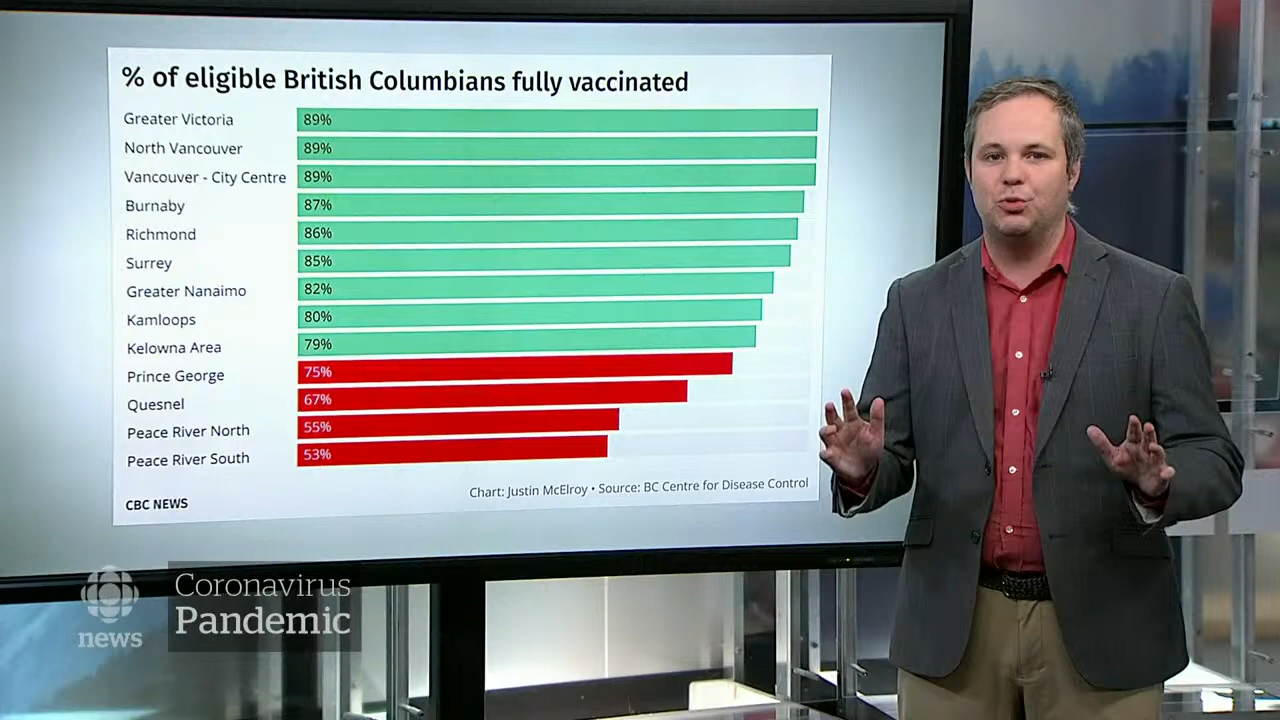 % of eligible British Columbians fully vaccinated
Greater Victoria 89%
North Vancouver 89%
Vancouver - City Centre 89%
Burnaby 87%
Richmond 86%
Surrey 85%
Greater Nanaimo 82%
Kamloops 80%
Kelowna Area 79%
Prince George 75%
Quesnel 67%
Peace River North 55%
Peace River South 53%
Chart: Justin McElroy • Source: BC Centre for Disease Control
CBC NEWS
news
Coronavirus
Pandemic